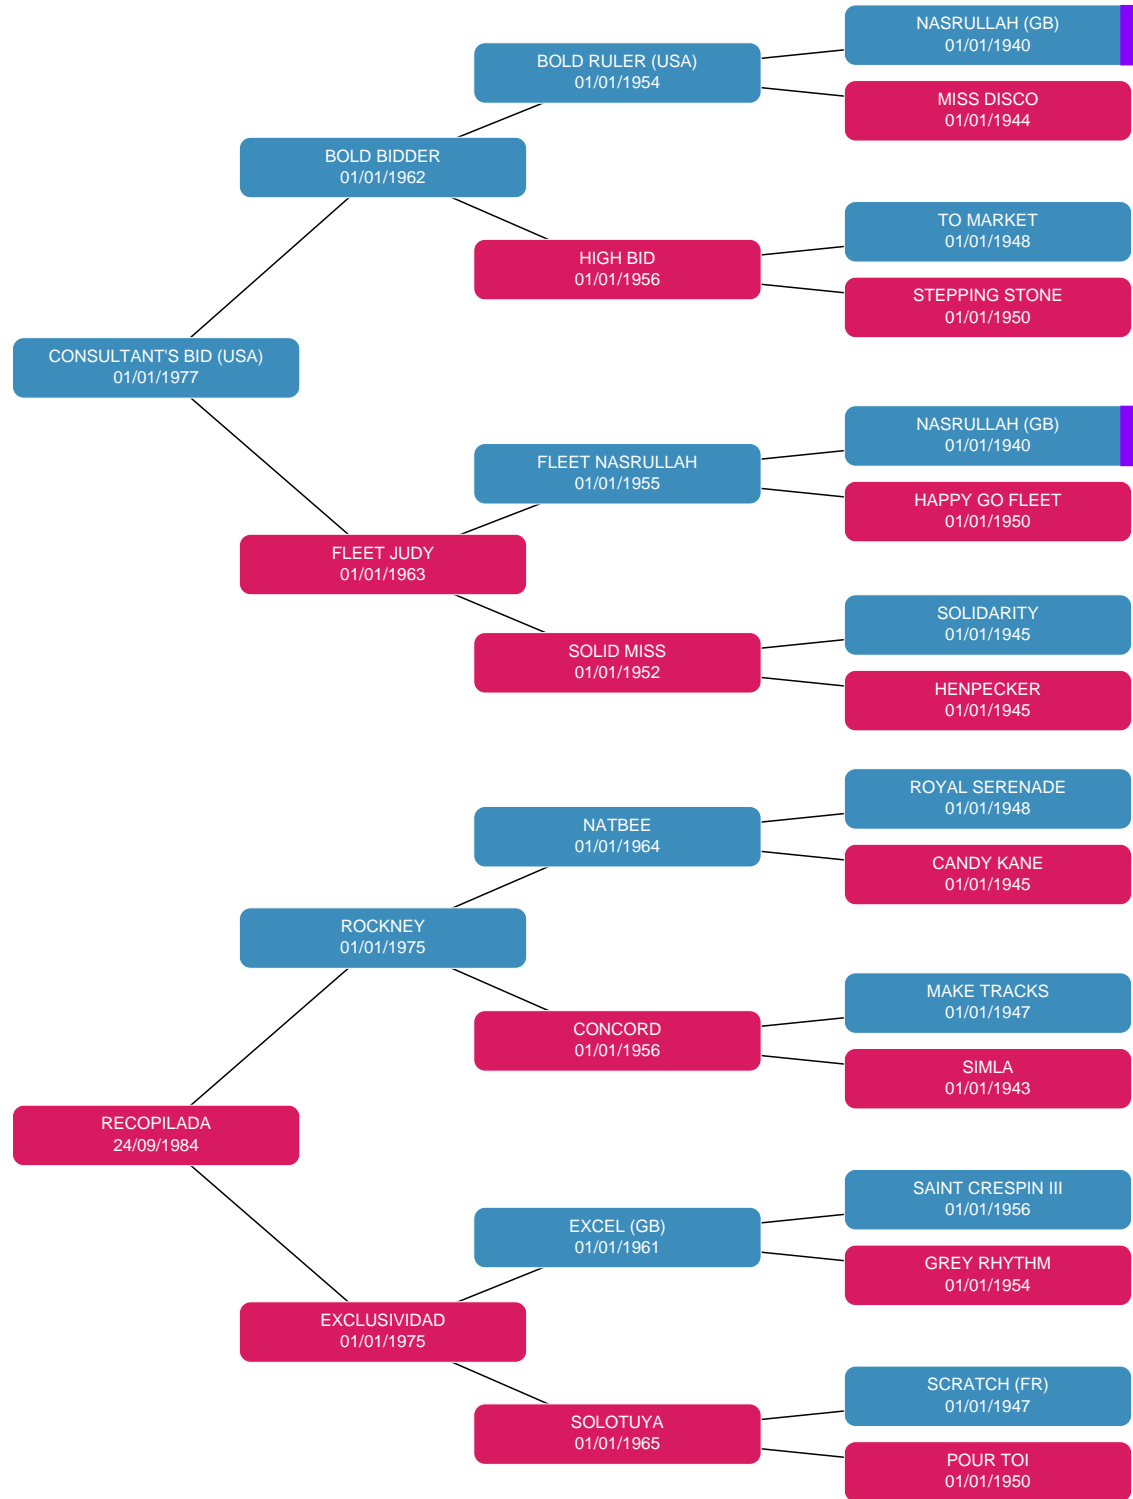 NASRULLAH (GB)
01/01/1940
BOLD RULER (USA)
01/01/1954
MISS DISCO
01/01/1944
BOLD BIDDER
01/01/1962
TO MARKET
01/01/1948
HIGH BID
01/01/1956
STEPPING STONE
01/01/1950
CONSULTANT'S BID (USA)
01/01/1977
NASRULLAH (GB)
01/01/1940
FLEET NASRULLAH
01/01/1955
HAPPY GO FLEET
01/01/1950
FLEET JUDY
01/01/1963
SOLIDARITY
01/01/1945
SOLID MISS
01/01/1952
HENPECKER
01/01/1945
ROYAL SERENADE
01/01/1948
NATBEE
01/01/1964
CANDY KANE
01/01/1945
ROCKNEY
01/01/1975
MAKE TRACKS
01/01/1947
CONCORD
01/01/1956
SIMLA
01/01/1943
RECOPILADA
24/09/1984
SAINT CRESPIN III
01/01/1956
EXCEL (GB)
01/01/1961
GREY RHYTHM
01/01/1954
EXCLUSIVIDAD
01/01/1975
SCRATCH (FR)
01/01/1947
SOLOTUYA
01/01/1965
POUR TOI
01/01/1950